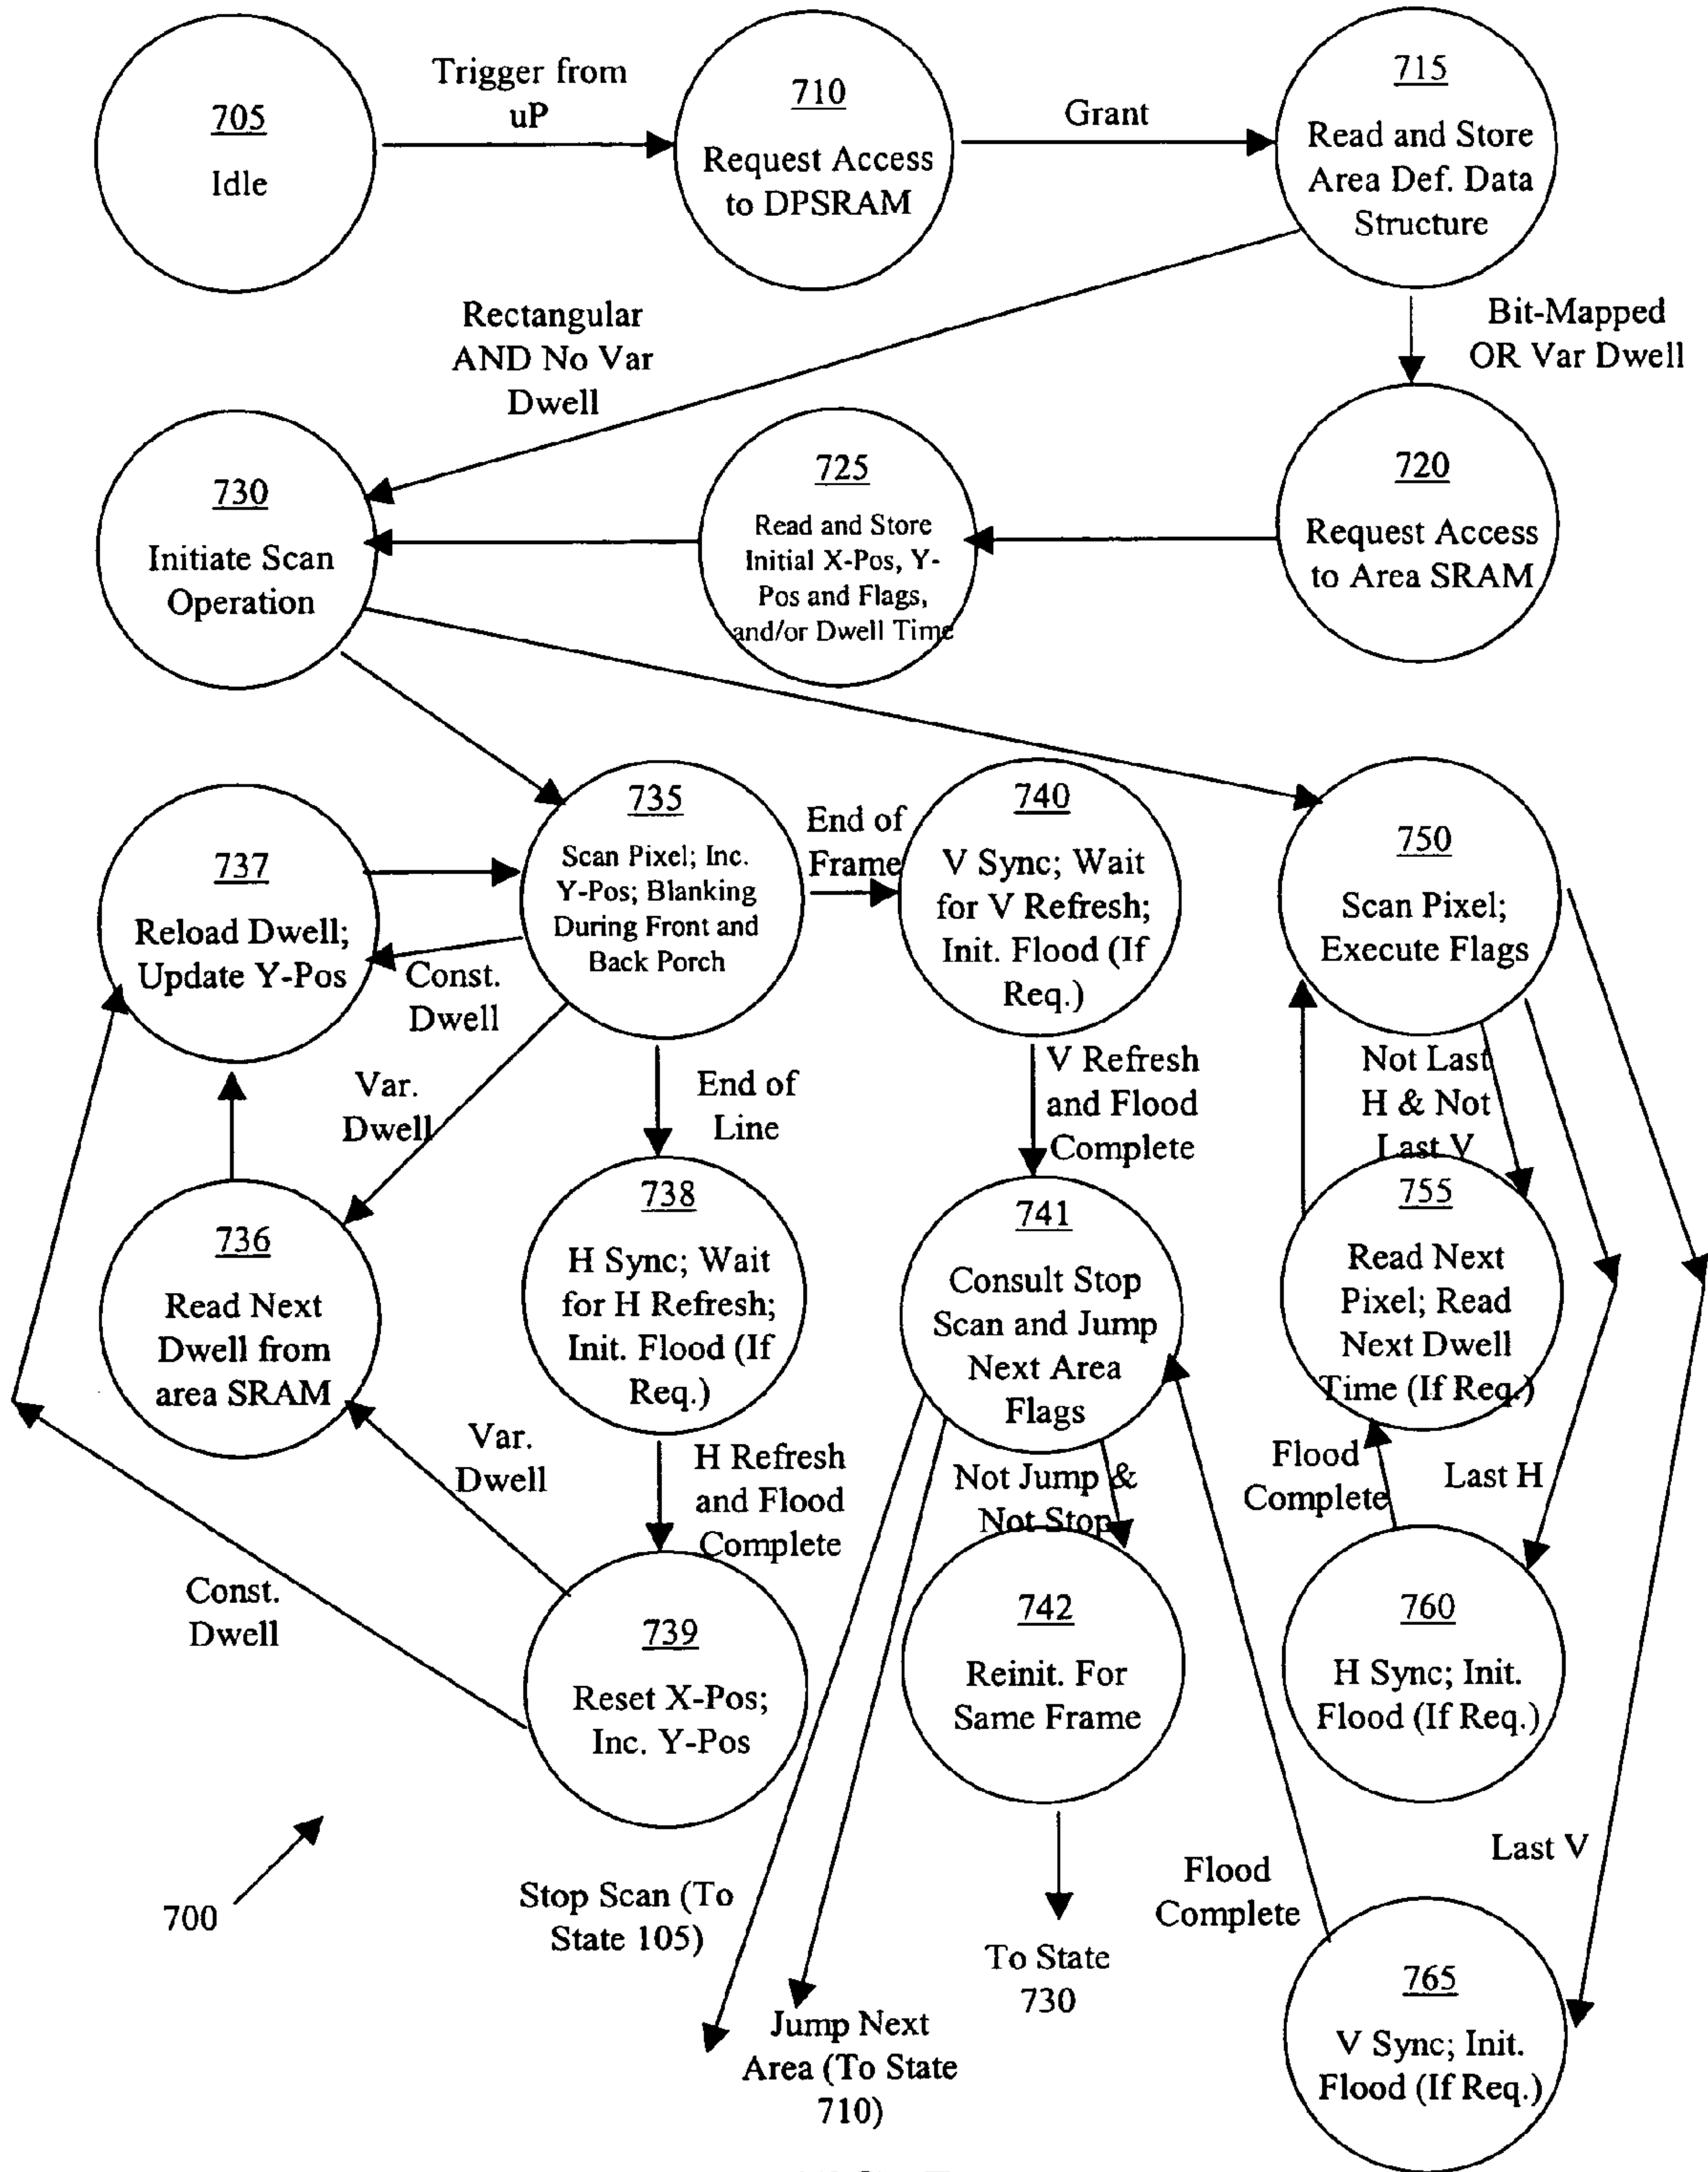 705
Idle
Trigger from
uP
710
Request Access
to DPSRAM
Grant
715
Read and Store
Area Def. Data
Structure
Rectangular
AND No Var
Dwell
Bit-Mapped
OR Var Dwell
730
Initiate Scan
Operation
725
Read and Store
Initial X-Pos, Y-
Pos and Flags,
and/or Dwell Time
720
Request Access
to Area SRAM
737
Reload Dwell;
Update Y-Pos
735
Scan Pixel; Inc.
Y-Pos; Blanking
During Front and
Back Porch
End of
Frame
740
V Sync; Wait
for V Refresh;
Init. Flood (If
Req.)
750
Scan Pixel;
Execute Flags
Const.
Dwell
Var.
Dwell
End of
Line
V Refresh
and Flood
Complete
Not Last
H & Not
Last V
736
Read Next
Dwell from
area SRAM
738
H Sync; Wait
for H Refresh;
Init. Flood (If
Req.)
741
Consult Stop
Scan and Jump
Next Area
Flags
755
Read Next
Pixel; Read
Next Dwell
Time (If Req.)
Var.
Dwell
H Refresh
and Flood
Complete
Not Jump &
Not Stop
Flood
Complete
Last H
Const.
Dwell
739
Reset X-Pos;
Inc. Y-Pos
742
Reinit. For
Same Frame
760
H Sync; Init.
Flood (If Req.)
700
Stop Scan (To
State 105)
Jump Next
Area (To State
710)
To State
730
Flood
Complete
Last V
765
V Sync; Init.
Flood (If Req.)